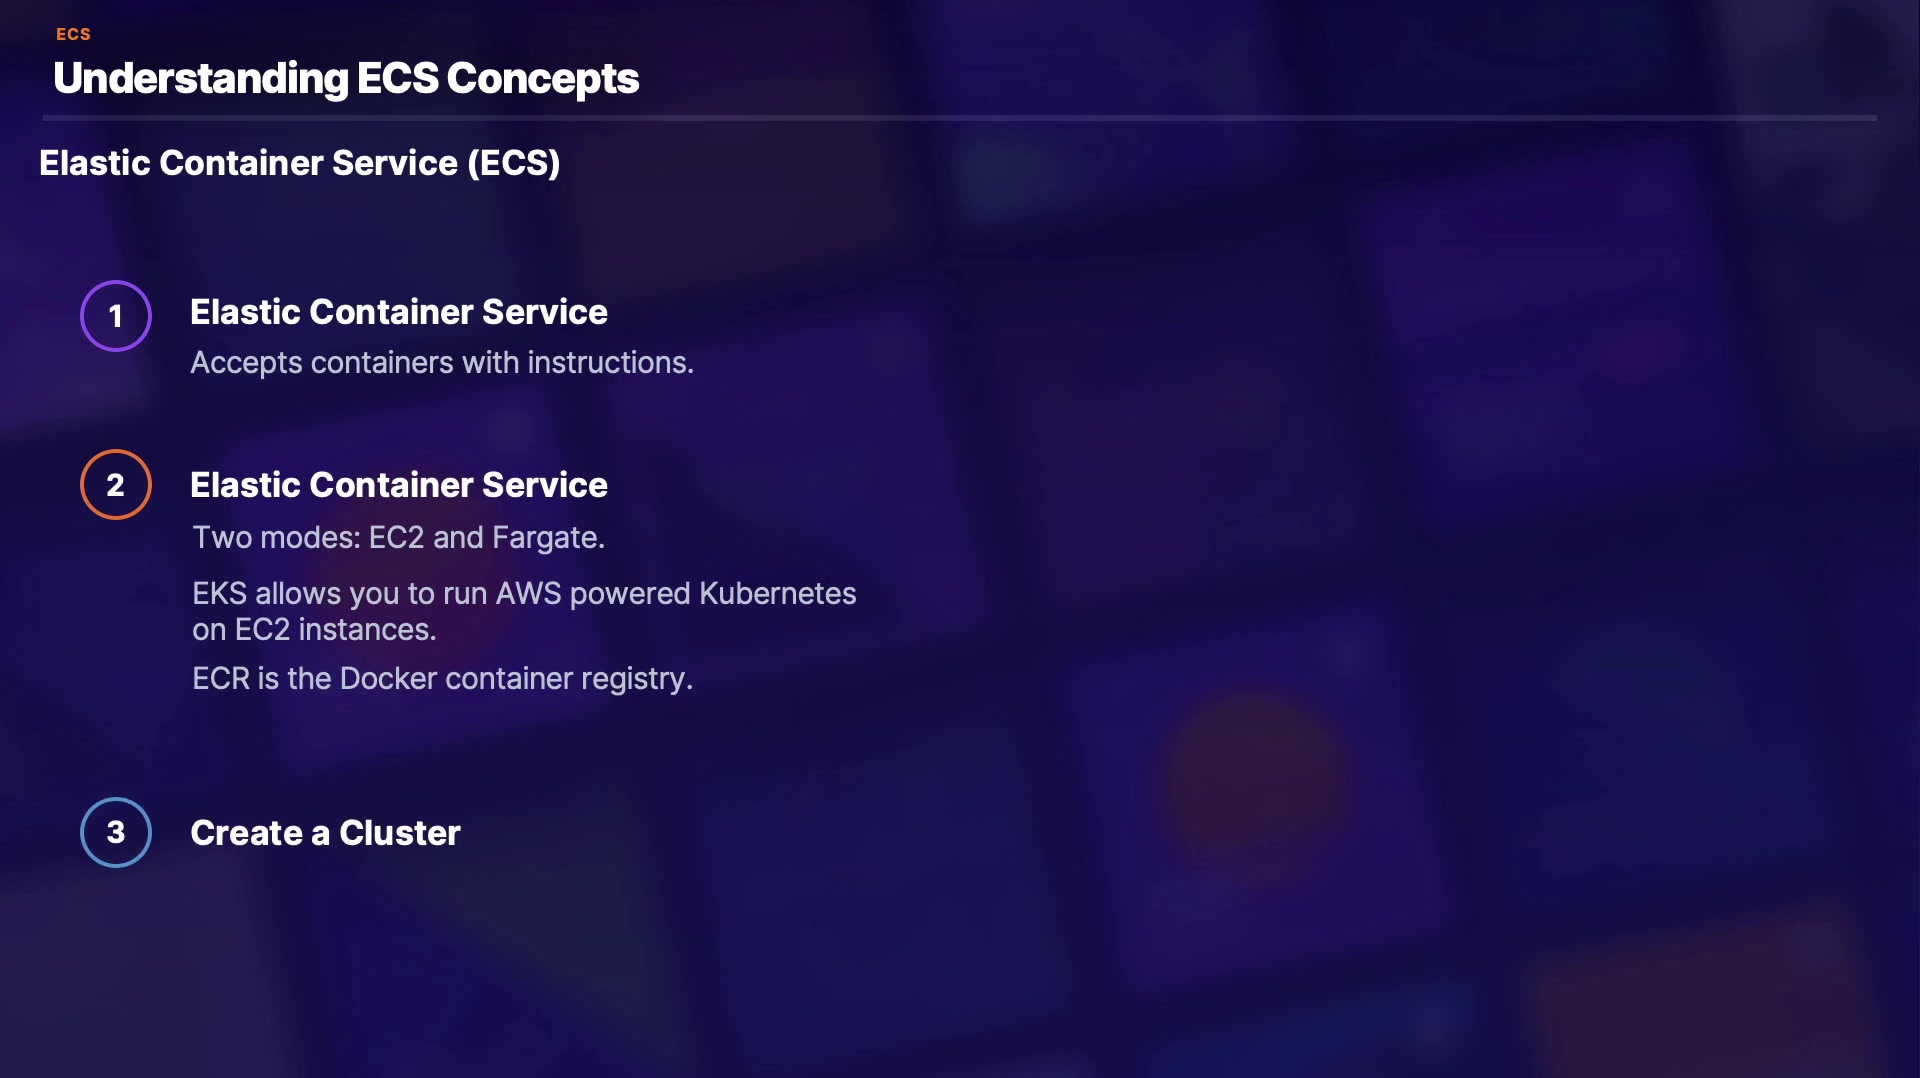 ECS
Understanding ECS Concepts
Elastic Container Service (ECS)
1
Elastic Container Service
Accepts containers with instructions.
2
Elastic Container Service
Two modes: EC2 and Fargate.
EKS allows you to run AWS powered Kubernetes
on EC2 instances.
ECR is the Docker container registry.
3
Create a Cluster